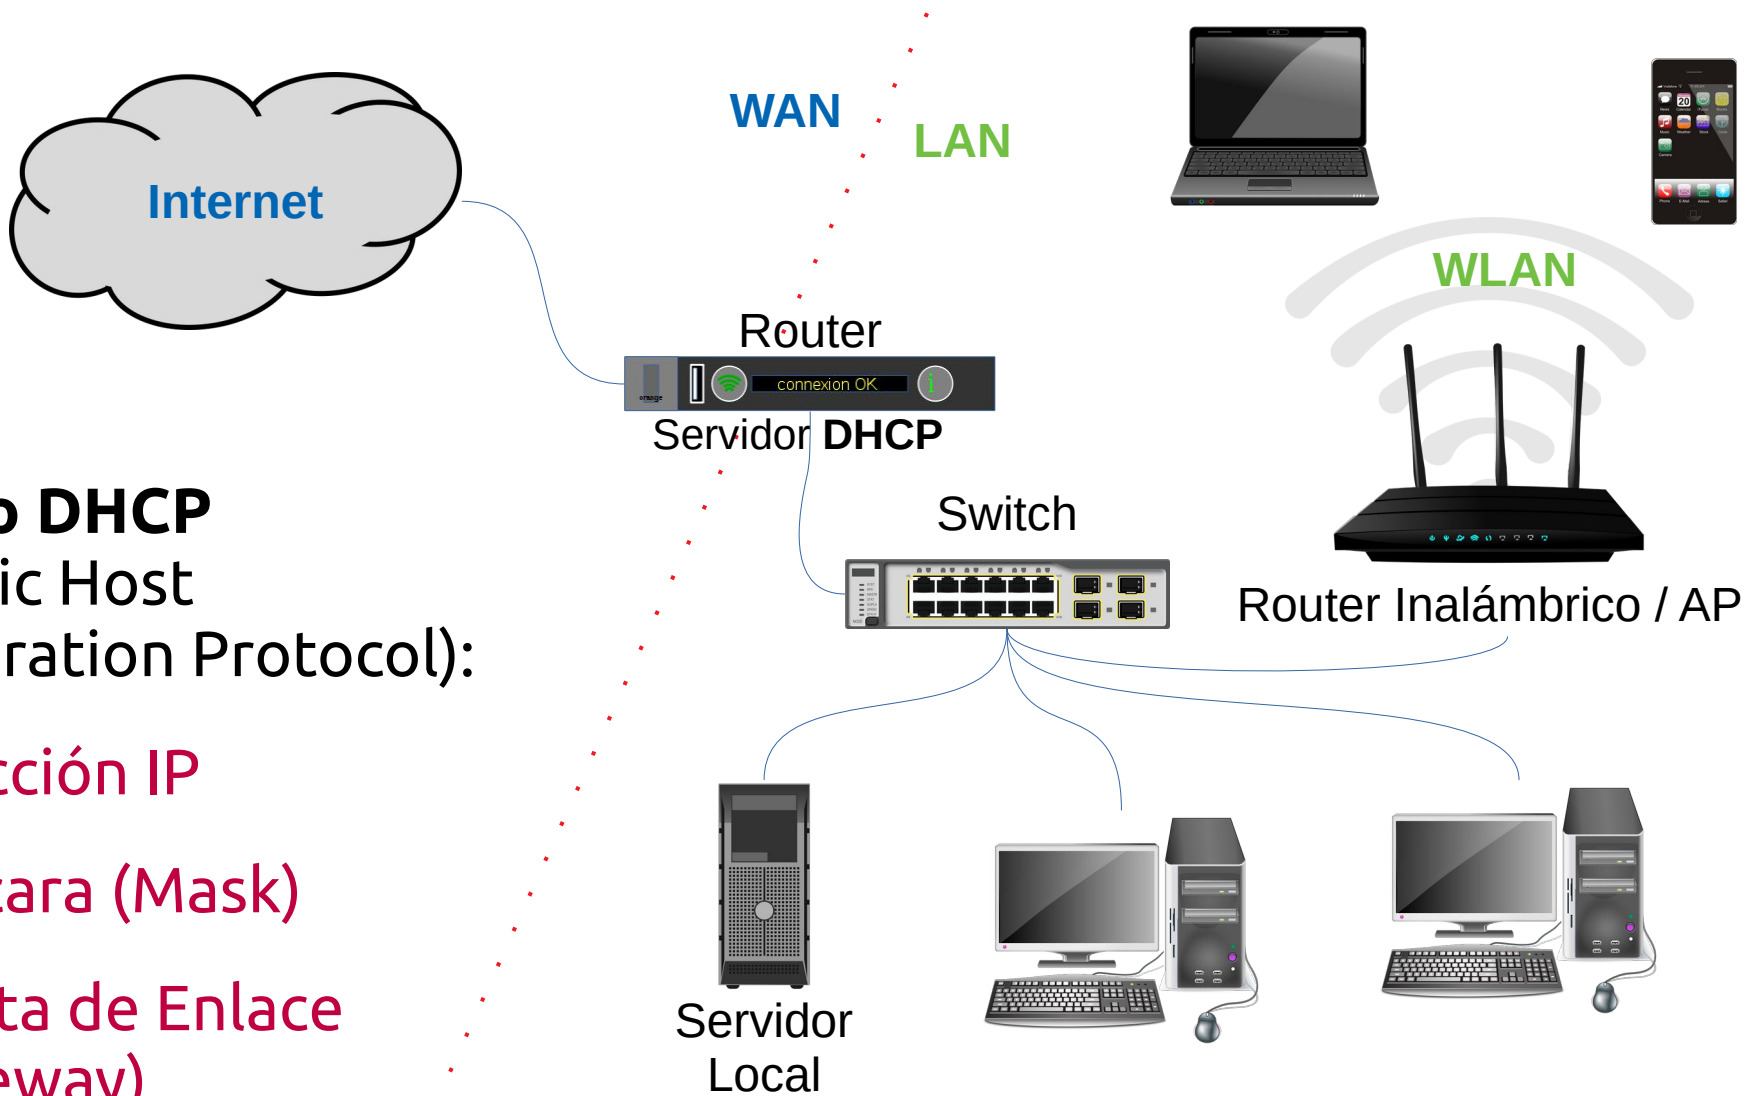 WAN
LAN
Internet
WLAN
Router
orange
connexion OK
i
Servidor DHCP
Switch
Router Inalámbrico / AP
o DHCP
ic Host
ration Protocol):
cción IP
cara (Mask)
ta de Enlace
eway)
Servidor
Local